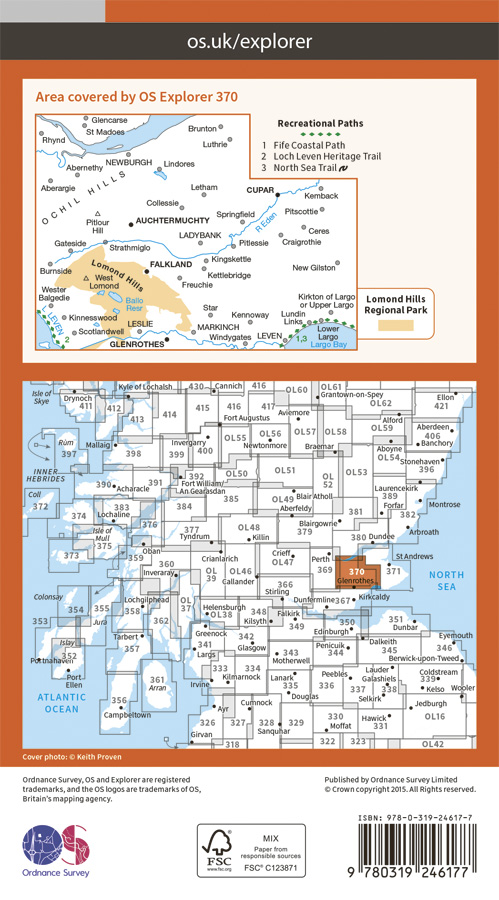 os.uk/explorer
Area covered by OS Explorer 370
Glencarse
St Madoes
Rhynd
Brunton
Luthrie
NEWBURGH
Lindores
Abernethy
Aberargie
OCHIL HILLS
Letham
CUPAR
Kemback
Collessie
Pitlour
Hill
AUCHTERMUCHTY
Springfield
R Eden
Pitscottie
Ceres
LADYBANK
Craigrothie
Gateside
Strathmiglo
Pitlessie
Kingskettle
Burnside
Lomond Hills
FALKLAND
Kettlebridge
New Gilston
West
Lomond
Freuchie
Wester
Balgedie
Ballo
Resr
Star
Kirkton of Largo
or Upper Largo
L LEVEN
Kinnesswood
LESLIE
Kennoway
Lundin
Links
2
Scotlandwell
MARKINCH
Windygates
LEVEN
1,3
Lower
Largo
Largo Bay
GLENROTHES
Recreational Paths
1 Fife Coastal Path
2 Loch Leven Heritage Trail
3 North Sea Trail
Lomond Hills
Regional Park
Isle of
Skye
Kyle of Lochalsh
430
Cannich
416
417
OL60
OL61
Grantown-on-Spey
Drynoch
411
412
413
414
415
416
Fort Augustus
Aviemore
OL62
Ellon
421
Alford
OL59
Aberdeen
406
Banchory
Rùm
397
Mallaig
398
399
Invergarry
400
OL55
OL56
Newtonmore
OL57
OL58
Braemar
Aboyne
OL54
Stonehaven
396
INNER
HEBRIDES
Coll
390
Acharacle
391
392
Fort William/
An Gearasdan
OL50
OL51
OL
52
OL53
Laurencekirk
389
Montrose
372
374
383
Lochaline
384
385
OL49
Blair Atholl
Aberfeldy
381
Forfar
382
Arbroath
Isle of
Mull
373
375
376
377
Tyndrum
OL48
Killin
Blairgowrie
379
380
Dundee
359
Oban
360
Inveraray
Crianlarich
OL
39
OL46
Callander
Crieff
OL47
Perth
369
370
Glenrothes
St Andrews
371
NORTH
SEA
Colonsay
354
355
Jura
Lochgilphead
358
OL
37
OL38
Helensburgh
348
366
Stirling
Dunfermline
367
Kirkcaldy
353
Islay
352
Portnahaven
Port-
Ellen
Tarbert
357
362
363
Greenock
341
Largs
Kilsyth
342
Glasgow
Falkirk
349
350
Edinburgh
351
Dunbar
Eyemouth
346
ATLANTIC
OCEAN
356
Campbeltown
361
Arran
333
Irvine
334
Kilmarnock
343
Motherwell
Lanark
335
Penicuik
344
Dalkeith
345
Berwick-upon-Tweed
Peebles
336
Lauder
Galashiels
337
338
Selkirk
Coldstream
339
Kelso
Wooler
Ayr
326
Girvan
Cumnock
327
328
Sanquhar
329
Douglas
330
Moffat
Hawick
331
Jedburgh
OL16
318
322
323
OL42
Cover photo: © Keith Proven
Ordnance Survey, OS and Explorer are registered
trademarks, and the OS logos are trademarks of OS,
Britain's mapping agency.
Published by Ordnance Survey Limited
© Crown copyright 2015. All Rights reserved.
OS
Ordnance Survey
FSC
www.fsc.org
MIX
Paper from
responsible sources
FSC® C123871
ISBN: 978-0-319-24617-7
9 780319 246177